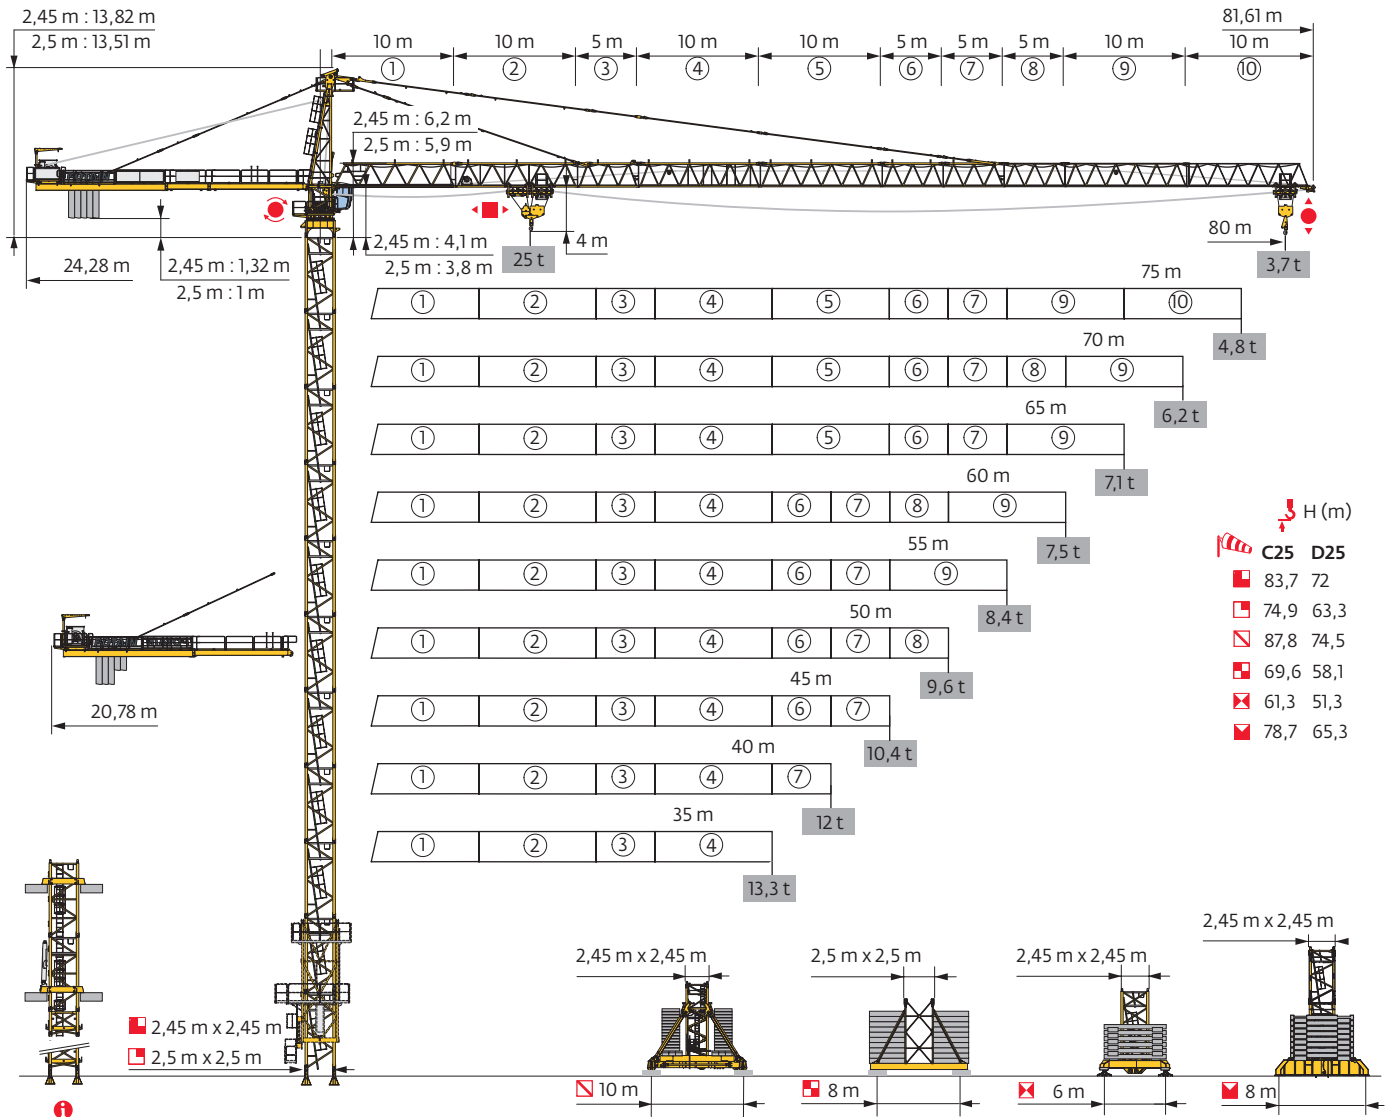 2,45 m : 13,82 m
2,5 m : 13,51 m
81,61 m
10 m 10 m 5 m 10 m 10 m 5 m 5 m 5 m 10 m 10 m
1 2 3 4 5 6 7 8 9 10
2,45 m : 6,2 m
2,5 m : 5,9 m
2,45 m : 4,1 m
2,5 m : 3,8 m
4 m
25 t
80 m
3,7 t
24,28 m
2,45 m : 1,32 m
2,5 m : 1 m
75 m
1 2 3 4 5 6 7 9 10
4,8 t
70 m
1 2 3 4 5 6 7 8 9
6,2 t
65 m
1 2 3 4 5 6 7 9
7,1 t
60 m
1 2 3 4 6 7 8 9
7,5 t
55 m
1 2 3 4 6 7 9
8,4 t
50 m
1 2 3 4 6 7 8
9,6 t
45 m
1 2 3 4 6 7
10,4 t
40 m
1 2 3 4 7
12 t
35 m
1 2 3 4
13,3 t
20,78 m
H (m)
C25 D25
83,7 72
74,9 63,3
87,8 74,5
69,6 58,1
61,3 51,3
78,7 65,3
2,45 m x 2,45 m
2,5 m x 2,5 m
2,45 m x 2,45 m
10 m
2,5 m x 2,5 m
8 m
2,45 m x 2,45 m
6 m
2,45 m x 2,45 m
8 m
i